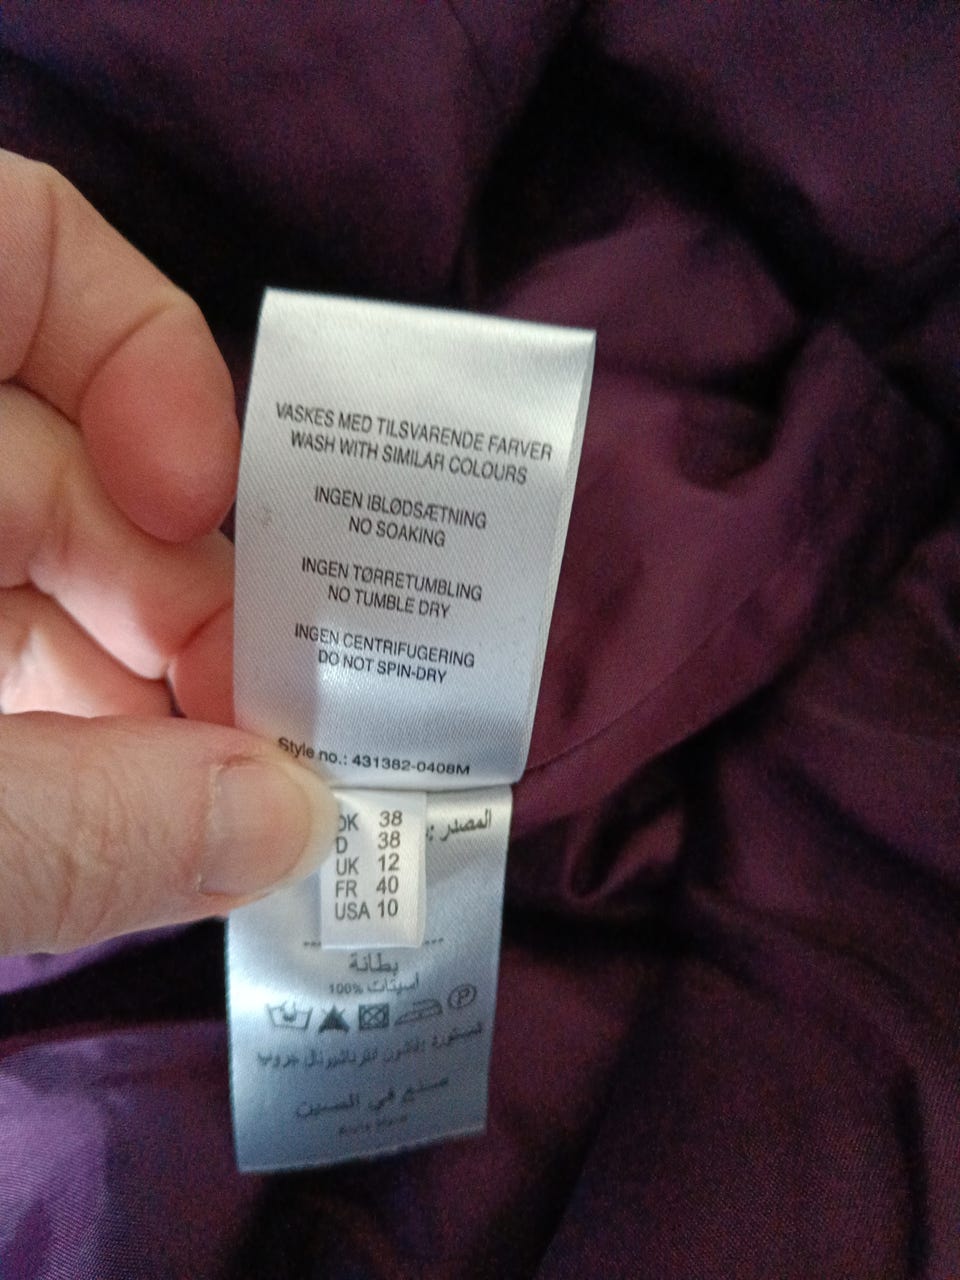 VASKES MED TILSVARENDE FARVER
WASH WITH SIMILAR COLOURS
INGEN IBLØDSÆTNING
NO SOAKING
INGEN TØRRETUMBLING
NO TUMBLE DRY
INGEN CENTRIFUGERING
DO NOT SPIN-DRY
Style no.: 431382-0408M
DK 38
D 38
UK 12
FR 40
USA 10
المصدر :
بطانة
100% أسيتات
P
صنع في الصين